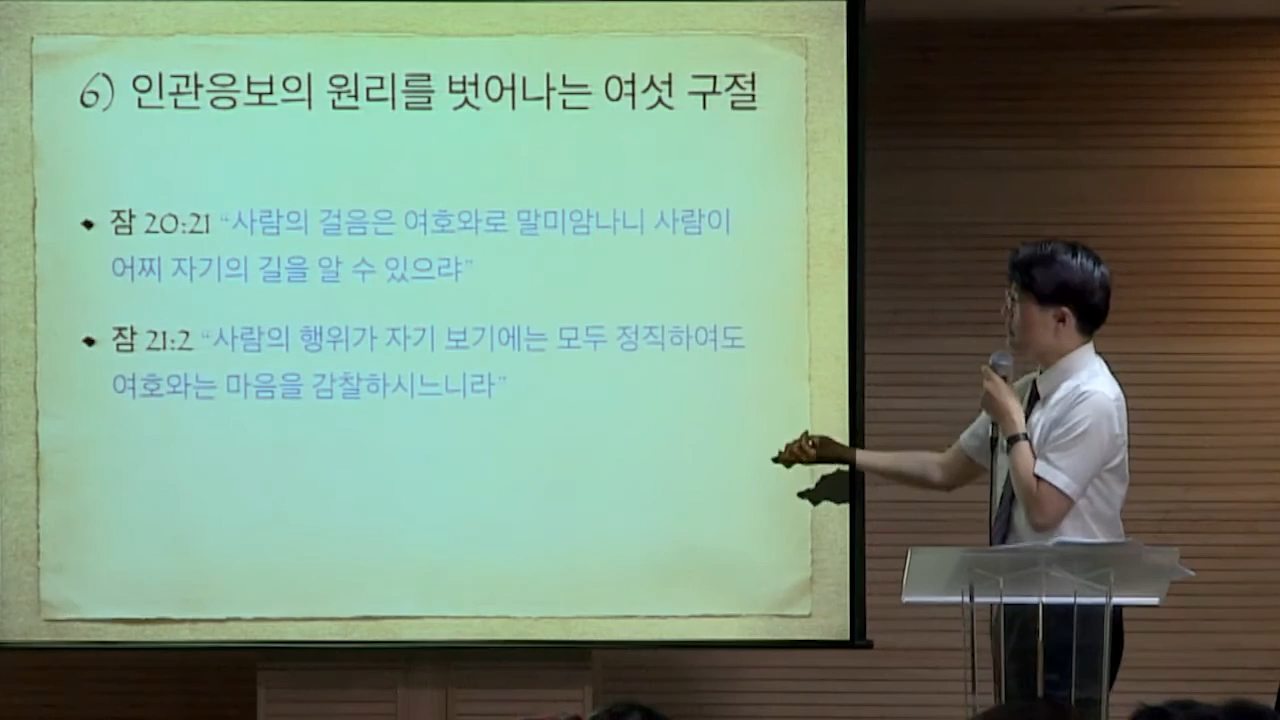 6) 인관응보의 원리를 벗어나는 여섯 구절
잠 20:21 “사람의 걸음은 여호와로 말미암나니 사람이
어찌 자기의 길을 알 수 있으랴”
잠 21:2 “사람의 행위가 자기 보기에는 모두 정직하여도
여호와는 마음을 감찰하시느니라”